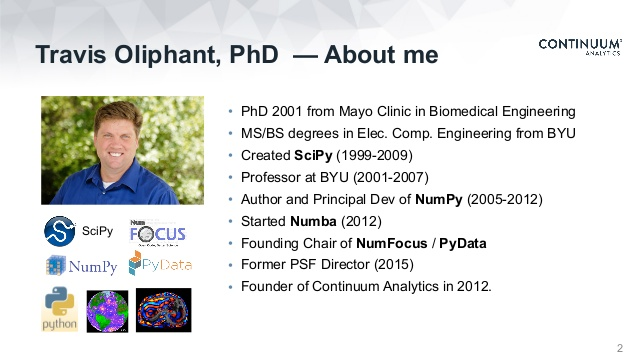 Travis Oliphant, PhD — About me
CONTINUUM
ANALYTICS
• PhD 2001 from Mayo Clinic in Biomedical Engineering
• MS/BS degrees in Elec. Comp. Engineering from BYU
• Created SciPy (1999-2009)
• Professor at BYU (2001-2007)
• Author and Principal Dev of NumPy (2005-2012)
• Started Numba (2012)
• Founding Chair of NumFocus / PyData
• Former PSF Director (2015)
• Founder of Continuum Analytics in 2012.
SciPy
Num
FOCUS
NumPy
PyData
python
2